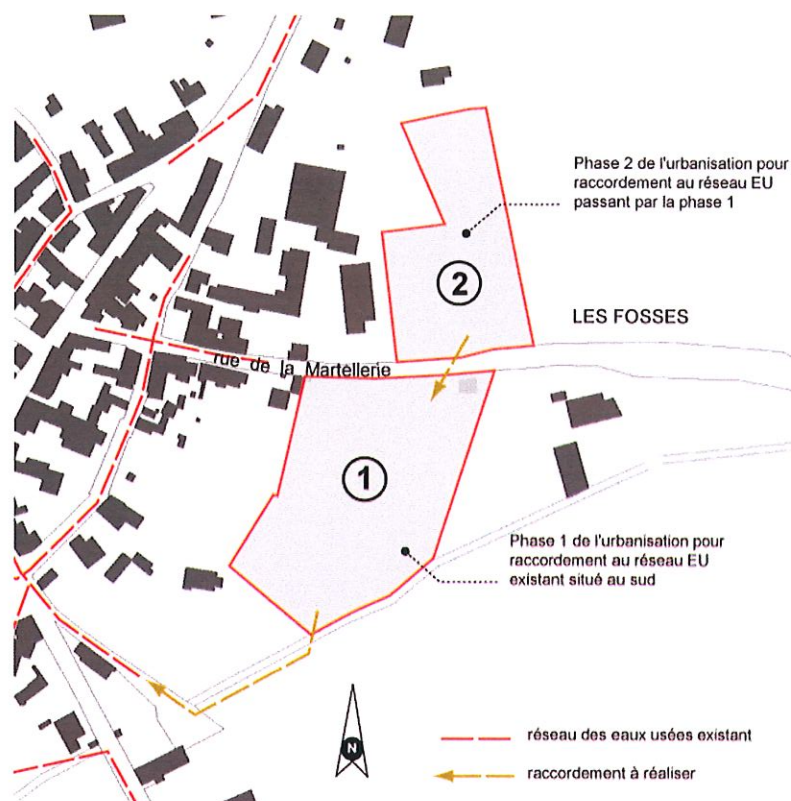 Phase 2 de l'urbanisation pour
raccordement au réseau EU
passant par la phase 1
2
LES FOSSES
rue de la Martellerie
1
Phase 1 de l'urbanisation pour
raccordement au réseau EU
existant situé au sud
N
réseau des eaux usées existant
raccordement à réaliser